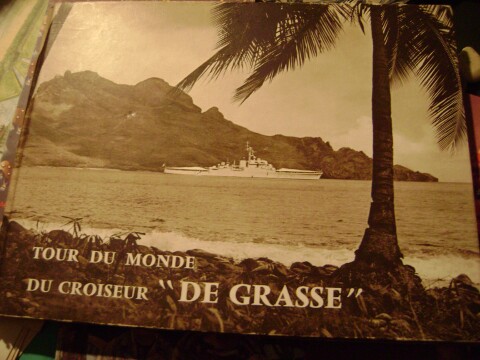 TOUR DU MONDE
DU CROISEUR "DE GRASSE"